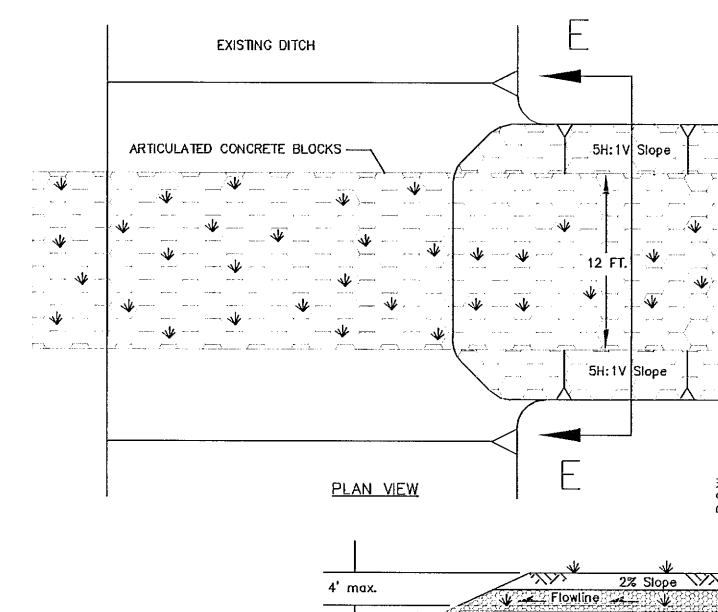 EXISTING DITCH
E
ARTICULATED CONCRETE BLOCKS
5H:1V Slope
12 FT.
5H:1V Slope
E
PLAN VIEW
4' max.
2% Slope
Flowline